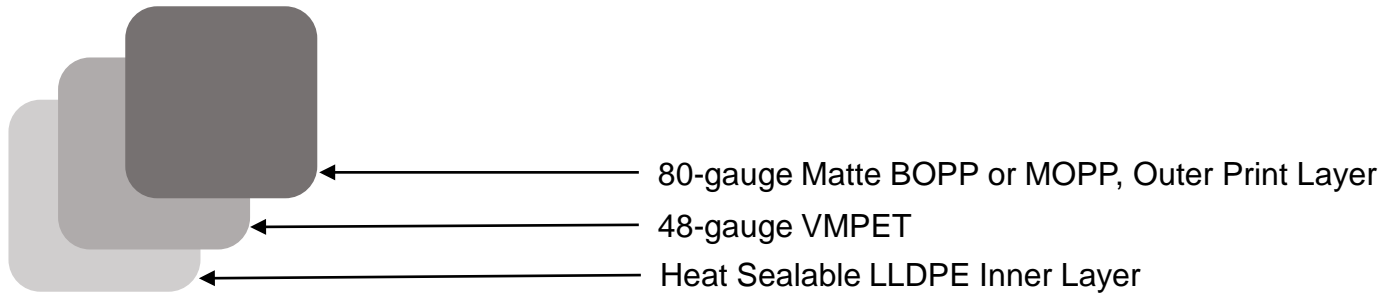 80-gauge Matte BOPP or MOPP, Outer Print Layer
48-gauge VMPET
Heat Sealable LLDPE Inner Layer